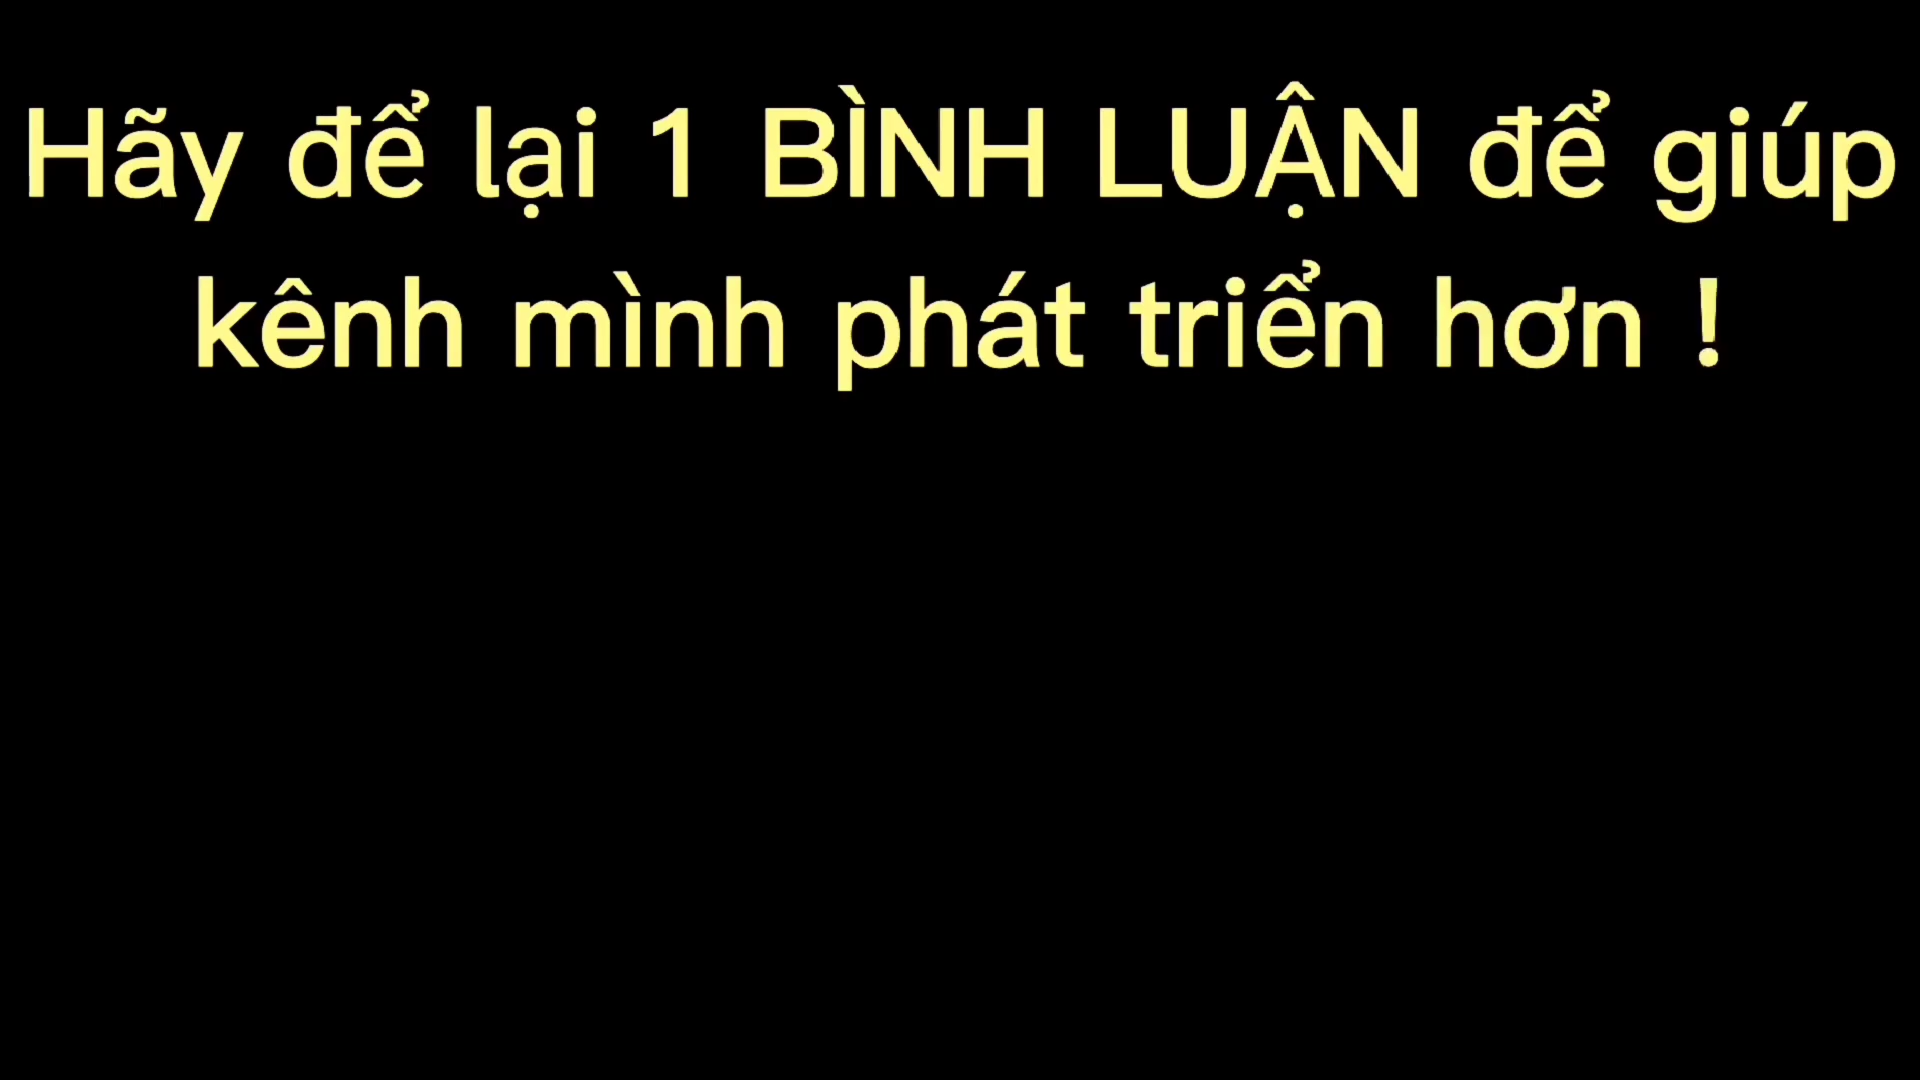 Hãy để lại 1 BÌNH LUẬN để giúp
kênh mình phát triển hơn !